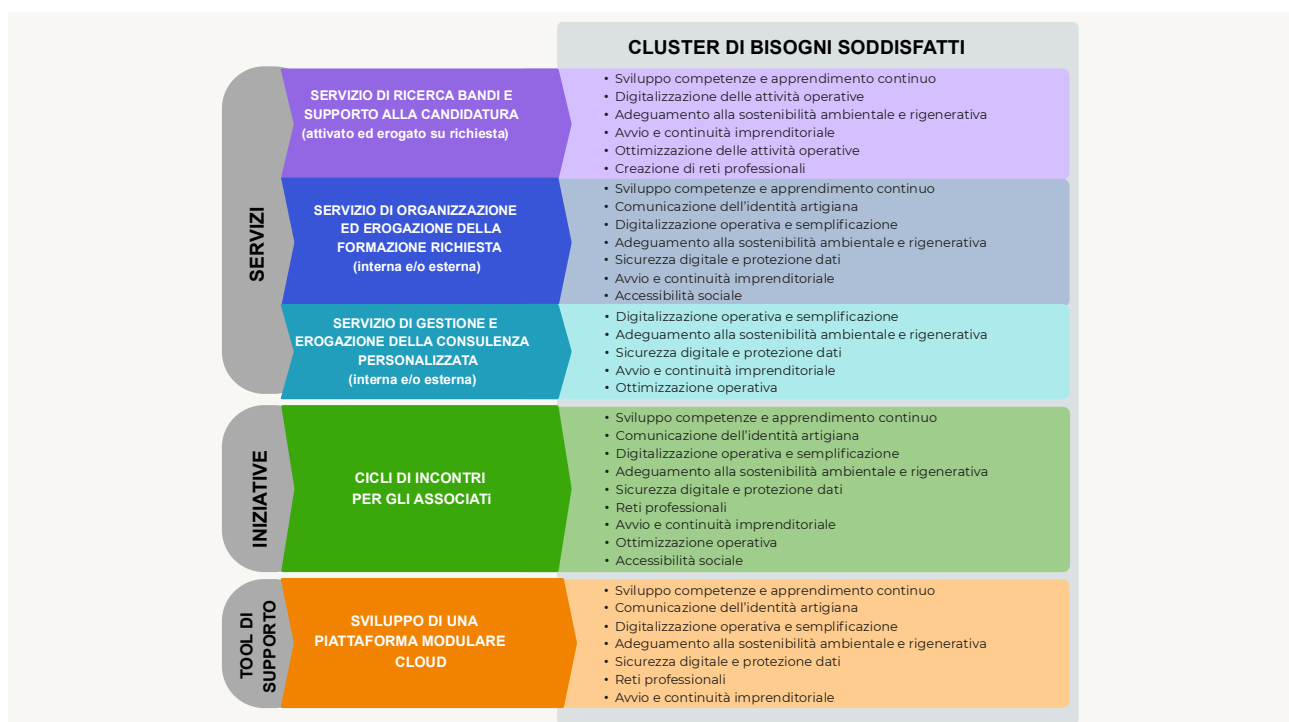 CLUSTER DI BISOGNI SODDISFATTI
SERVIZI
SERVIZIO DI RICERCA BANDI E
SUPPORTO ALLA CANDIDATURA
(attivato ed erogato su richiesta)
• Sviluppo competenze e apprendimento continuo
• Digitalizzazione delle attività operative
• Adeguamento alla sostenibilità ambientale e rigenerativa
• Avvio e continuità imprenditoriale
• Ottimizzazione delle attività operative
• Creazione di reti professionali
SERVIZIO DI ORGANIZZAZIONE
ED EROGAZIONE DELLA
FORMAZIONE RICHIESTA
(interna e/o esterna)
• Sviluppo competenze e apprendimento continuo
• Comunicazione dell'identità artigiana
• Digitalizzazione operativa e semplificazione
• Adeguamento alla sostenibilità ambientale e rigenerativa
• Sicurezza digitale e protezione dati
• Avvio e continuità imprenditoriale
• Accessibilità sociale
SERVIZIO DI GESTIONE E
EROGAZIONE DELLA CONSULENZA
PERSONALIZZATA
(interna e/o esterna)
• Digitalizzazione operativa e semplificazione
• Adeguamento alla sostenibilità ambientale e rigenerativa
• Sicurezza digitale e protezione dati
• Avvio e continuità imprenditoriale
• Ottimizzazione operativa
INIZIATIVE
CICLI DI INCONTRI
PER GLI ASSOCIATi
• Sviluppo competenze e apprendimento continuo
• Comunicazione dell'identità artigiana
• Digitalizzazione operativa e semplificazione
• Adeguamento alla sostenibilità ambientale e rigenerativa
• Sicurezza digitale e protezione dati
• Reti professionali
• Avvio e continuità imprenditoriale
• Ottimizzazione operativa
• Accessibilità sociale
TOOL DI
SUPPORTO
SVILUPPO DI UNA
PIATTAFORMA MODULARE
CLOUD
• Sviluppo competenze e apprendimento continuo
• Comunicazione dell'identità artigiana
• Digitalizzazione operativa e semplificazione
• Adeguamento alla sostenibilità ambientale e rigenerativa
• Sicurezza digitale e protezione dati
• Reti professionali
• Avvio e continuità imprenditoriale